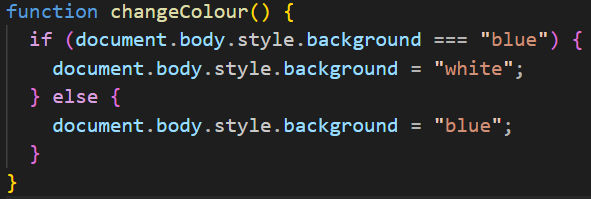 function changeColour() {
  if (document.body.style.background === "blue") {
    document.body.style.background = "white";
  } else {
    document.body.style.background = "blue";
  }
}